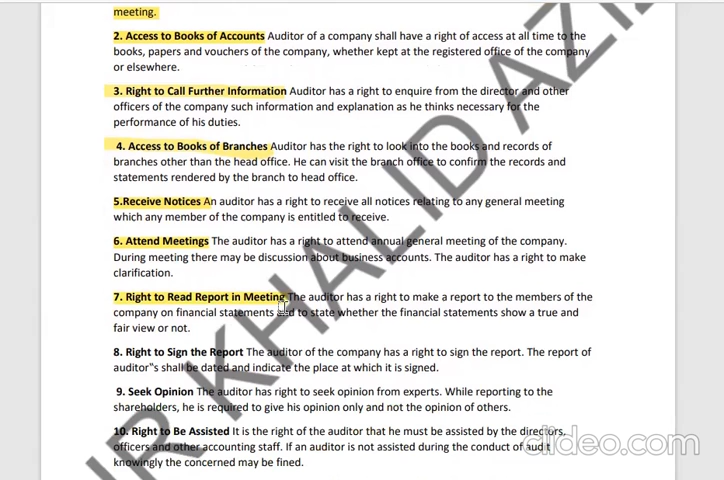 meeting.
2. Access to Books of Accounts Auditor of a company shall have a right of access at all time to the
books, papers and vouchers of the company, whether kept at the registered office of the company
or elsewhere.
3. Right to Call Further Information Auditor has a right to enquire from the director and other
officers of the company such information and explanation as he thinks necessary for the
performance of his duties.
4. Access to Books of Branches Auditor has the right to look into the books and records of
branches other than the head office. He can visit the branch office to confirm the records and
statements rendered by the branch to head office.
5.Receive Notices An auditor has a right to receive all notices relating to any general meeting
which any member of the company is entitled to receive.
6. Attend Meetings The auditor has a right to attend annual general meeting of the company.
During meeting there may be discussion about business accounts. The auditor has a right to make
clarification.
7. Right to Read Report in Meeting The auditor has a right to make a report to the members of the
company on financial statements and to state whether the financial statements show a true and
fair view or not.
8. Right to Sign the Report The auditor of the company has a right to sign the report. The report of
auditor"s shall be dated and indicate the place at which it is signed.
9. Seek Opinion The auditor has right to seek opinion from experts. While reporting to the
shareholders, he is required to give his opinion only and not the opinion of others.
10. Right to Be Assisted It is the right of the auditor that he must be assisted by the directors,
officers and other accounting staff. If an auditor is not assisted during the conduct of audit
knowingly the concerned may be fined.
IR KHALID AZIZ
clideo.com